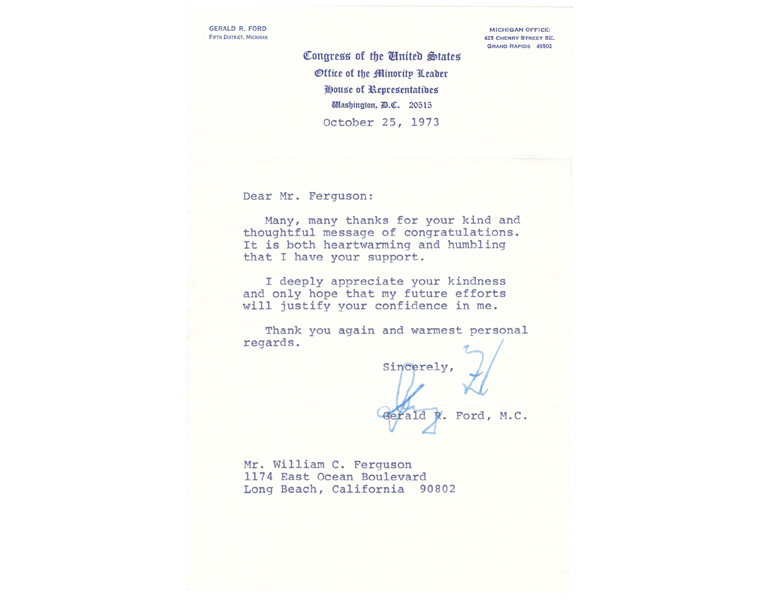 GERALD R. FORD
FIFTH DISTRICT, MICHIGAN
MICHIGAN OFFICE:
425 CHERRY STREET SE.
GRAND RAPIDS 49502
Congress of the United States
Office of the Minority Leader
House of Representatives
Washington, D.C. 20515
October 25, 1973
Dear Mr. Ferguson:
Many, many thanks for your kind and
thoughtful message of congratulations.
It is both heartwarming and humbling
that I have your support.
I deeply appreciate your kindness
and only hope that my future efforts
will justify your confidence in me.
Thank you again and warmest personal
regards.
Sincerely,
Gerald R. Ford, M.C.
Mr. William C. Ferguson
1174 East Ocean Boulevard
Long Beach, California 90802